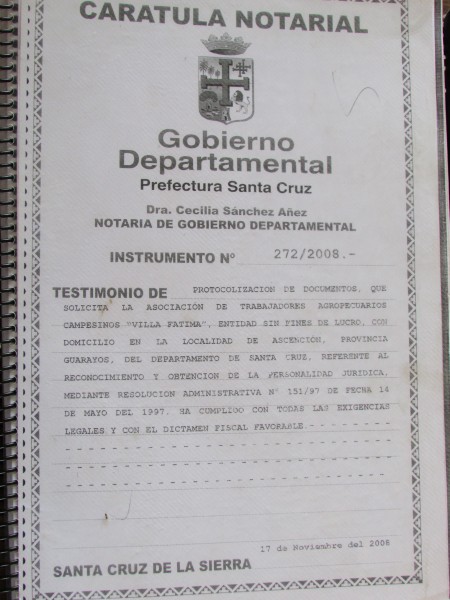 CARATULA NOTARIAL
Gobierno
Departamental
Prefectura Santa Cruz
Dra. Cecilia Sánchez Añez
NOTARIA DE GOBIERNO DEPARTAMENTAL
INSTRUMENTO Nº 272/2008.-
TESTIMONIO DE PROTOCOLIZACION DE DOCUMENTOS, QUE
SOLICITA LA ASOCIACIÓN DE TRABAJADORES AGROPECUARIOS
CAMPESINOS "VILLA FATIMA", ENTIDAD SIN FINES DE LUCRO, CON
DOMICILIO EN LA LOCALIDAD DE ASCENCIÓN, PROVINCIA
GUARAYOS, DEL DEPARTAMENTO DE SANTA CRUZ, REFERENTE AL
RECONOCIMIENTO Y OBTENCION DE LA PERSONALIDAD JURIDICA,
MEDIANTE RESOLUCION ADMINISTRATIVA Nº 151/97 DE FECHA 14
DE MAYO DEL 1997. HA CUMPLIDO CON TODAS LAS EXIGENCIAS
LEGALES Y CON EL DICTAMEN FISCAL FAVORABLE
17 de Noviembre del 2008
SANTA CRUZ DE LA SIERRA